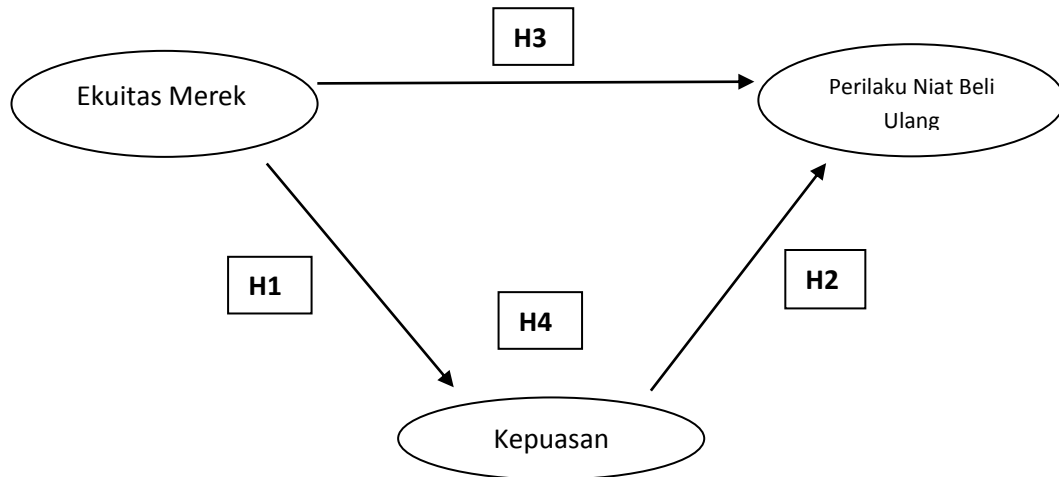 H3
Ekuitas Merek
Perilaku Niat Beli
Ulang
H1
H2
H4
Kepuasan